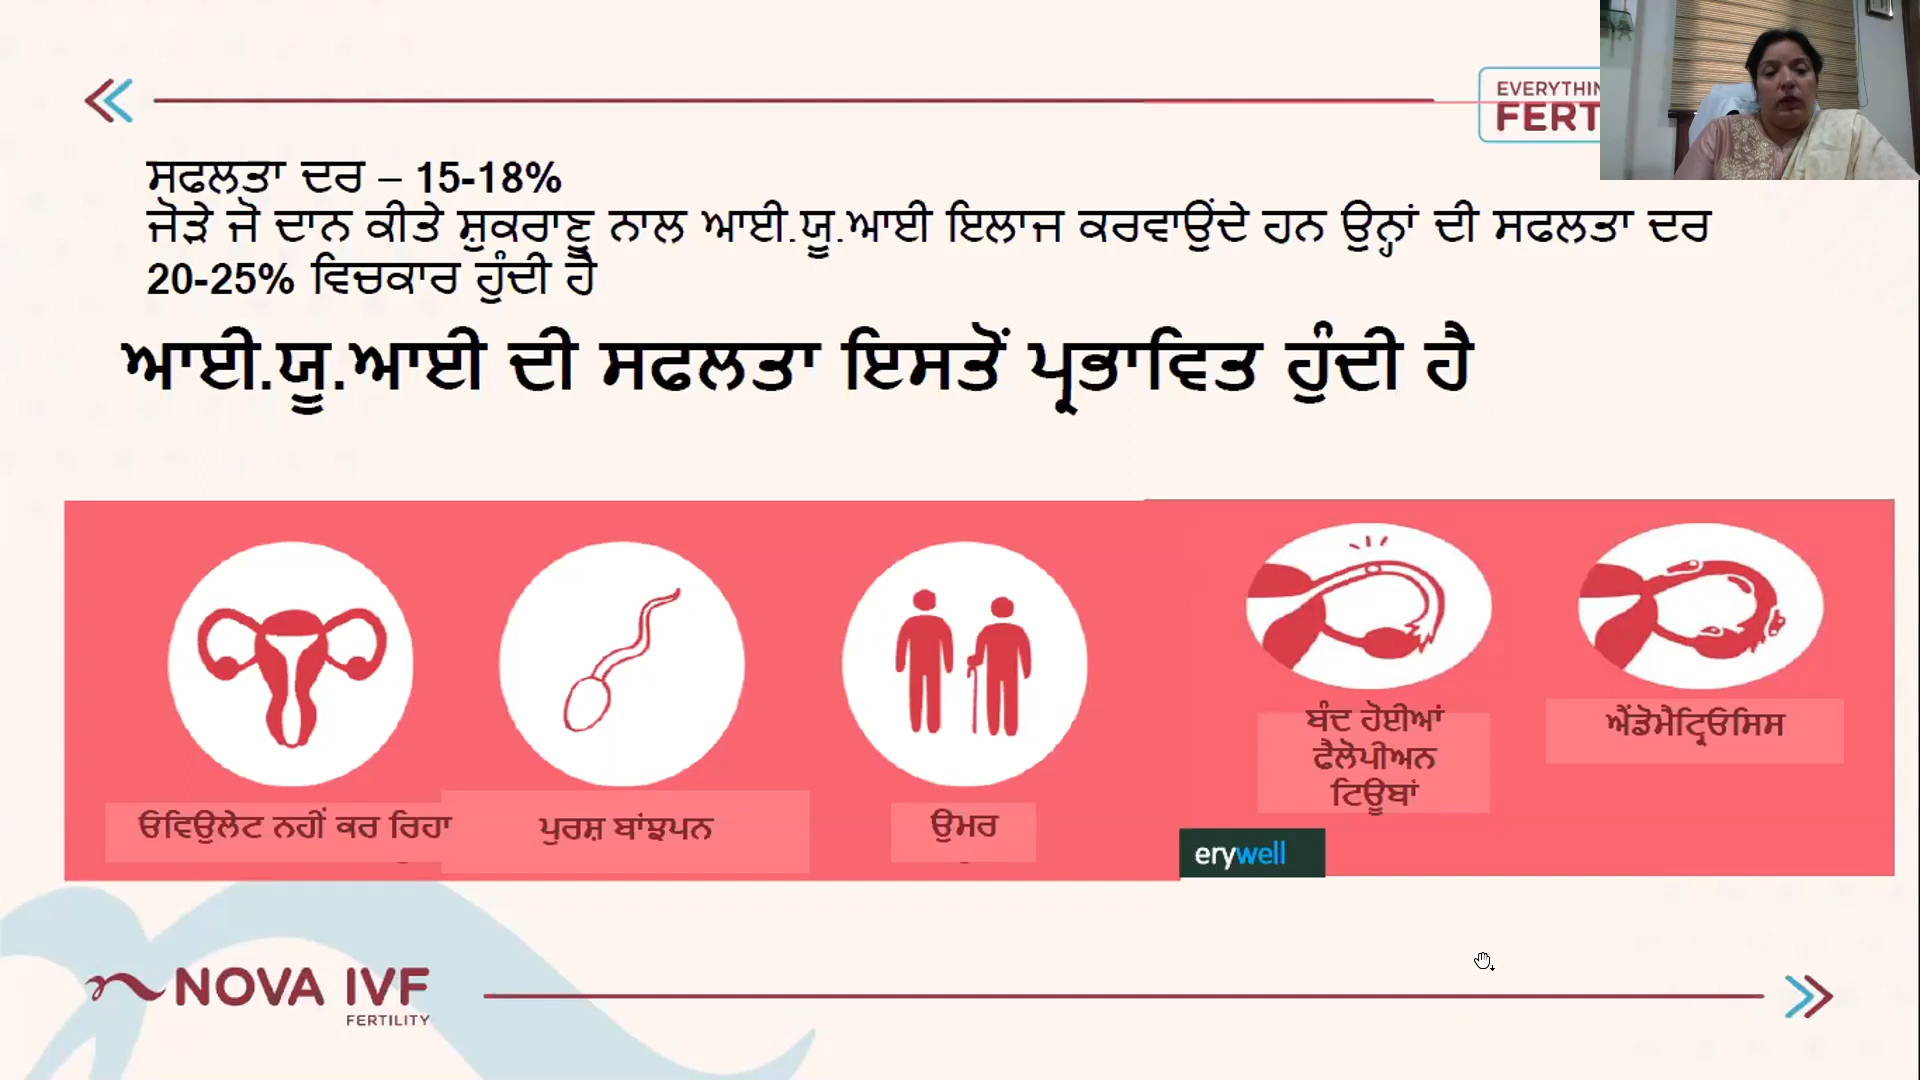 EVERYTHIN
FERT
ਸਫਲਤਾ ਦਰ – 15-18%
ਜੋੜੇ ਜੋ ਦਾਨ ਕੀਤੇ ਸ਼ੁਕਰਾਣੂ ਨਾਲ ਆਈ.ਯੂ.ਆਈ ਇਲਾਜ ਕਰਵਾਉਂਦੇ ਹਨ ਉਨ੍ਹਾਂ ਦੀ ਸਫਲਤਾ ਦਰ
20-25% ਵਿਚਕਾਰ ਹੁੰਦੀ ਹੈ
ਆਈ.ਯੂ.ਆਈ ਦੀ ਸਫਲਤਾ ਇਸਤੋਂ ਪ੍ਰਭਾਵਿਤ ਹੁੰਦੀ ਹੈ
ਓਵਿਉਲੇਟ ਨਹੀਂ ਕਰ ਰਿਹਾ
ਪੁਰਸ਼ ਬਾਂਝਪਨ
ਉਮਰ
ਬੰਦ ਹੋਈਆਂ
ਫੈਲੋਪੀਅਨ
ਟਿਊਬਾਂ
ਐਂਡੋਮੈਟ੍ਰਿਓਸਿਸ
erywell
NOVA IVF
FERTILITY